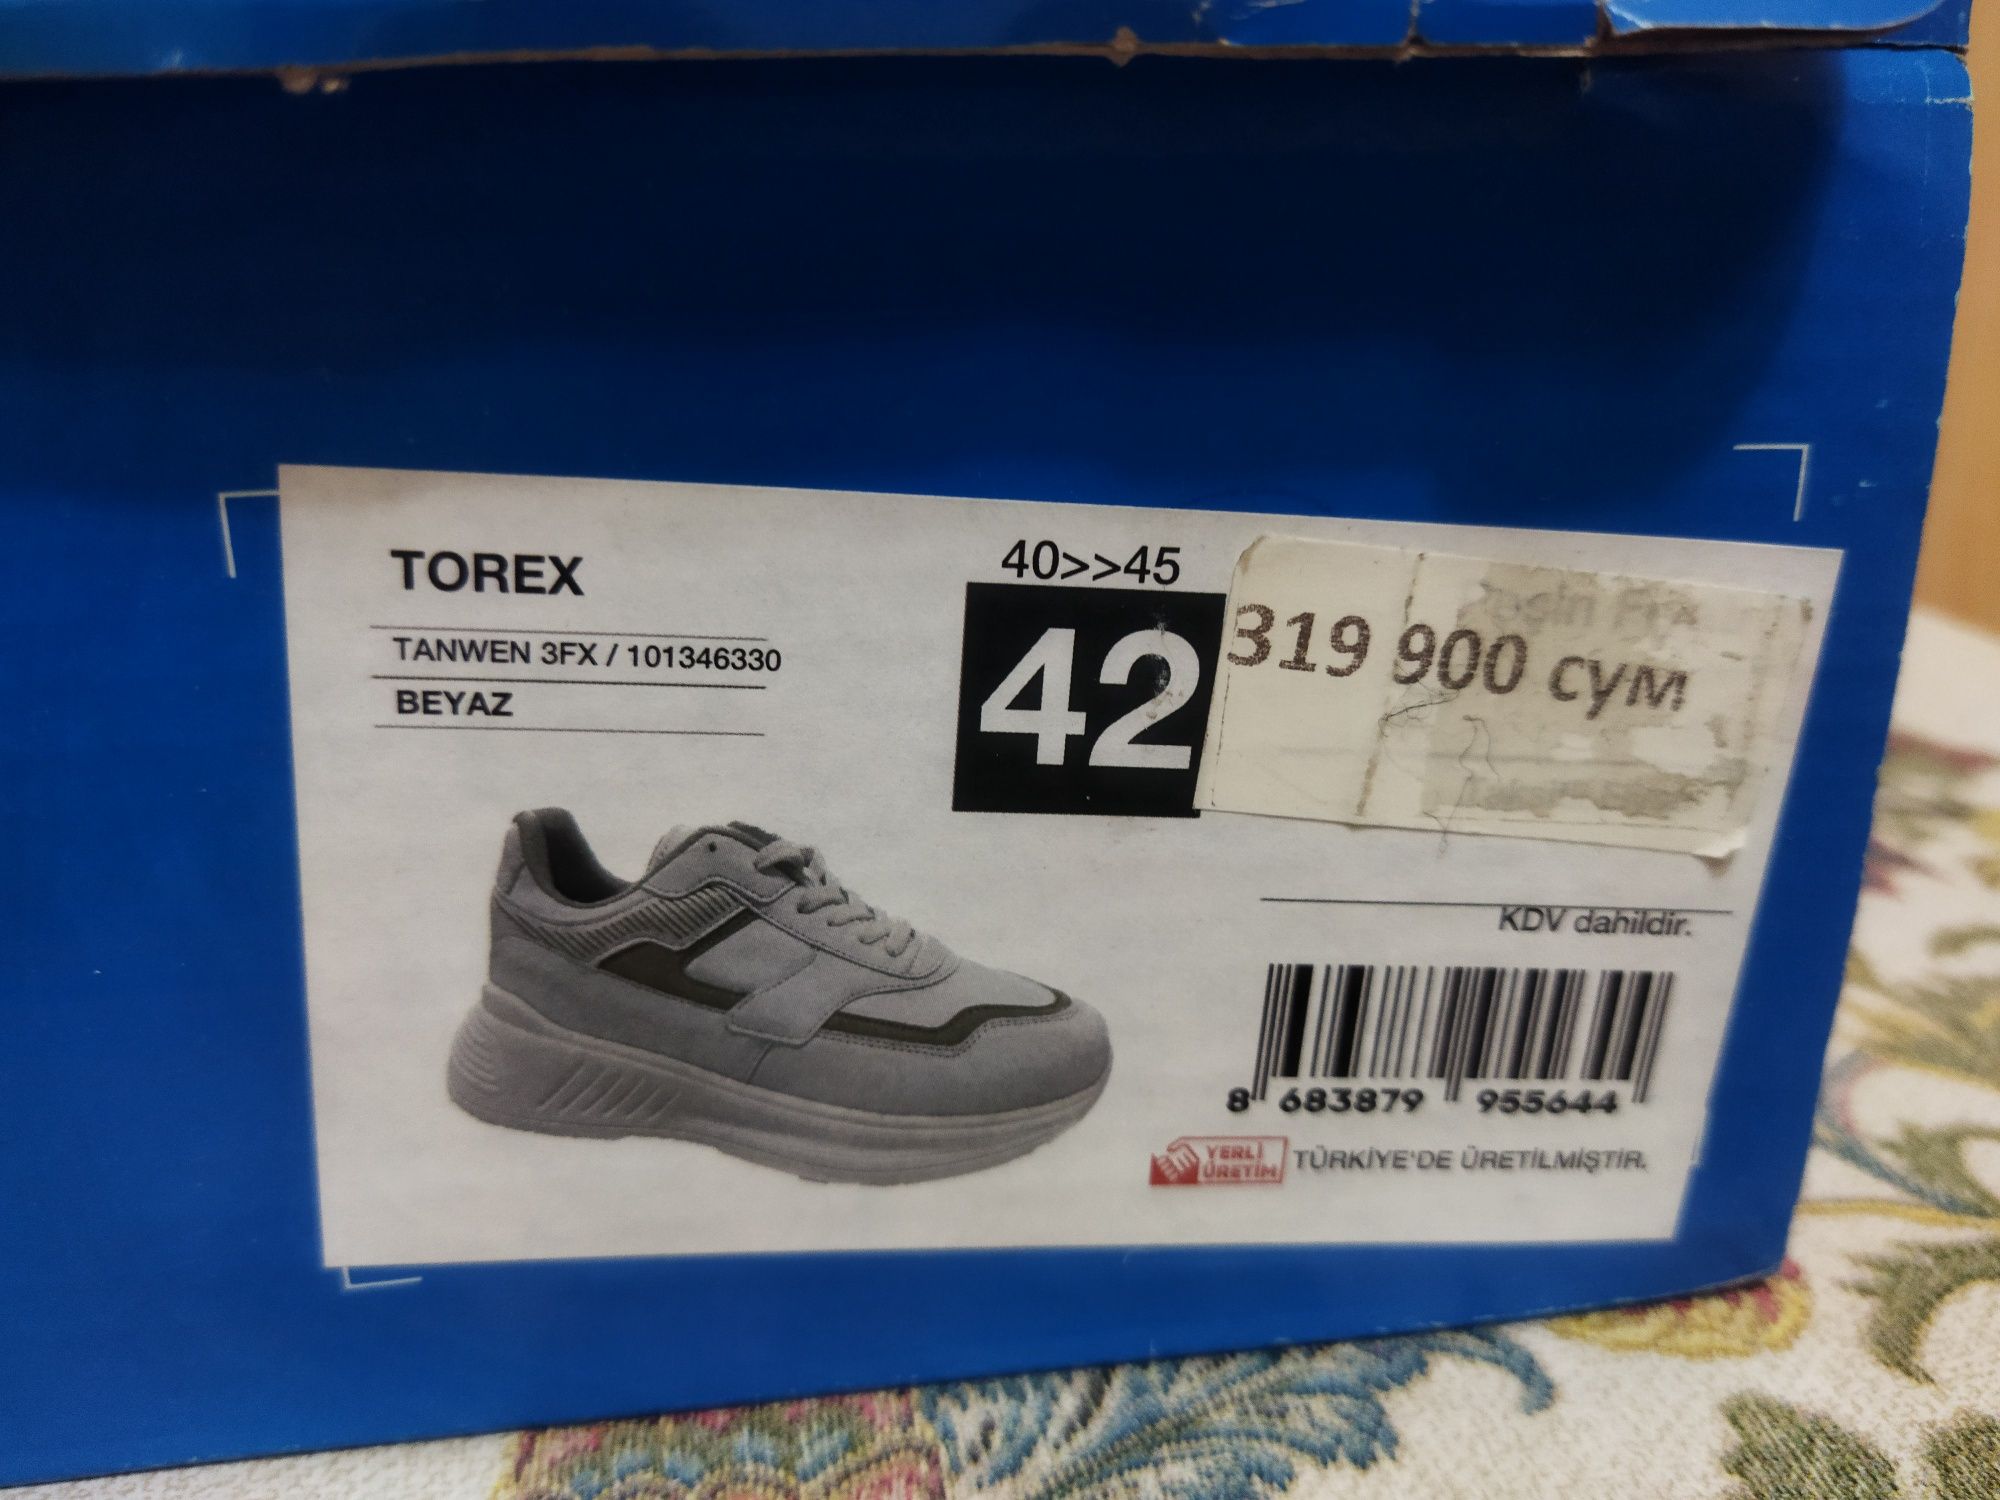 TOREX
TANWEN 3FX / 101346330
BEYAZ
40>>45
42
319 900 сум
KDV dahildir.
8 683879 955644
YERLİ
ÜRETİM
TÜRKİYE'DE ÜRETİLMİŞTİR.